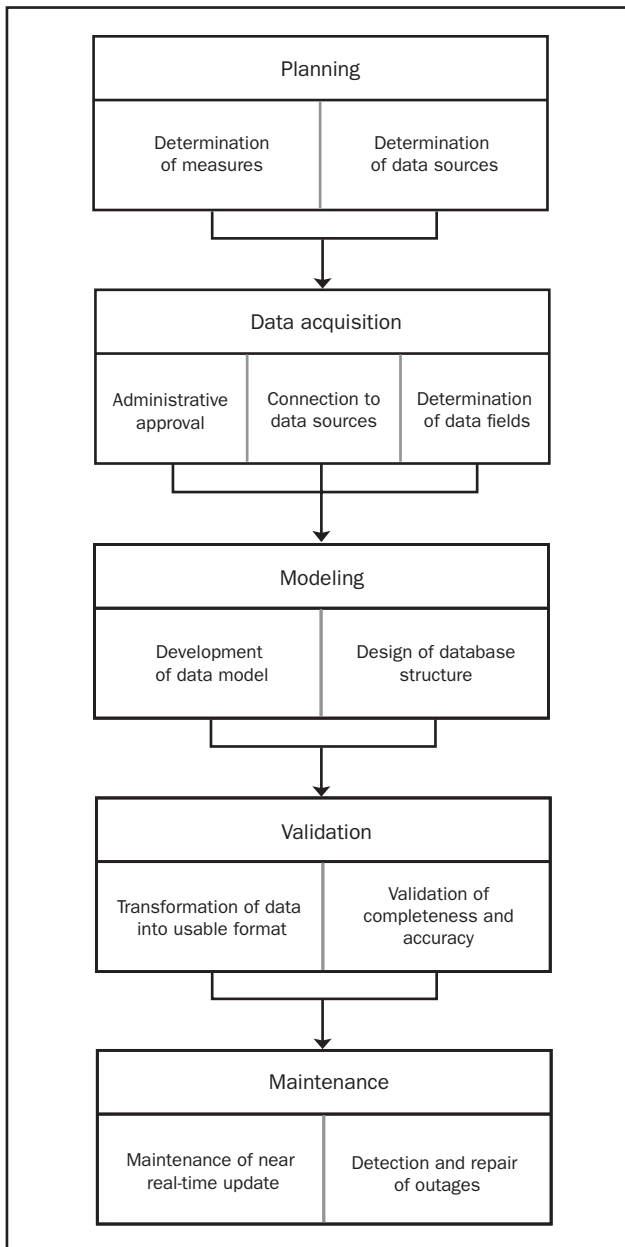 Planning
Determination
of measures
Determination
of data sources
Data acquisition
Administrative
approval
Connection to
data sources
Determination
of data fields
Modeling
Development
of data model
Design of database
structure
Validation
Transformation of data
into usable format
Validation of
completeness and
accuracy
Maintenance
Maintenance of near
real-time update
Detection and repair
of outages